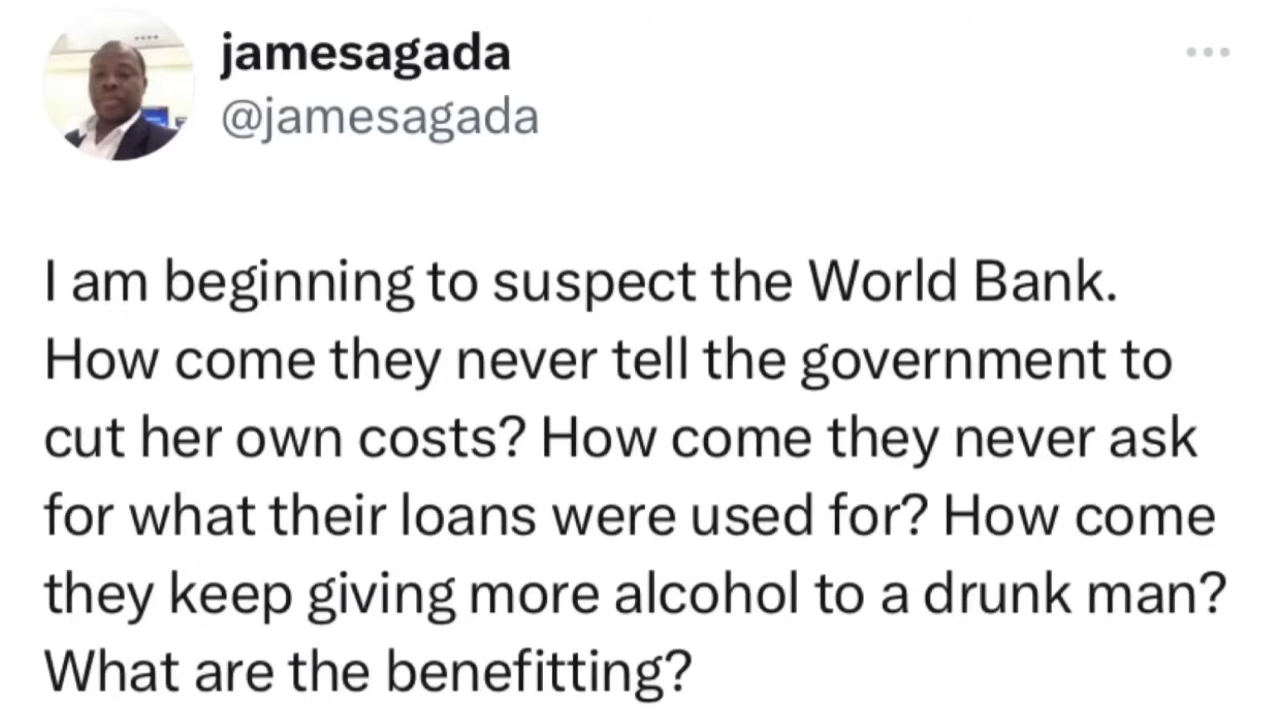 jamesagada
@jamesagada
I am beginning to suspect the World Bank.
How come they never tell the government to
cut her own costs? How come they never ask
for what their loans were used for? How come
they keep giving more alcohol to a drunk man?
What are the benefitting?